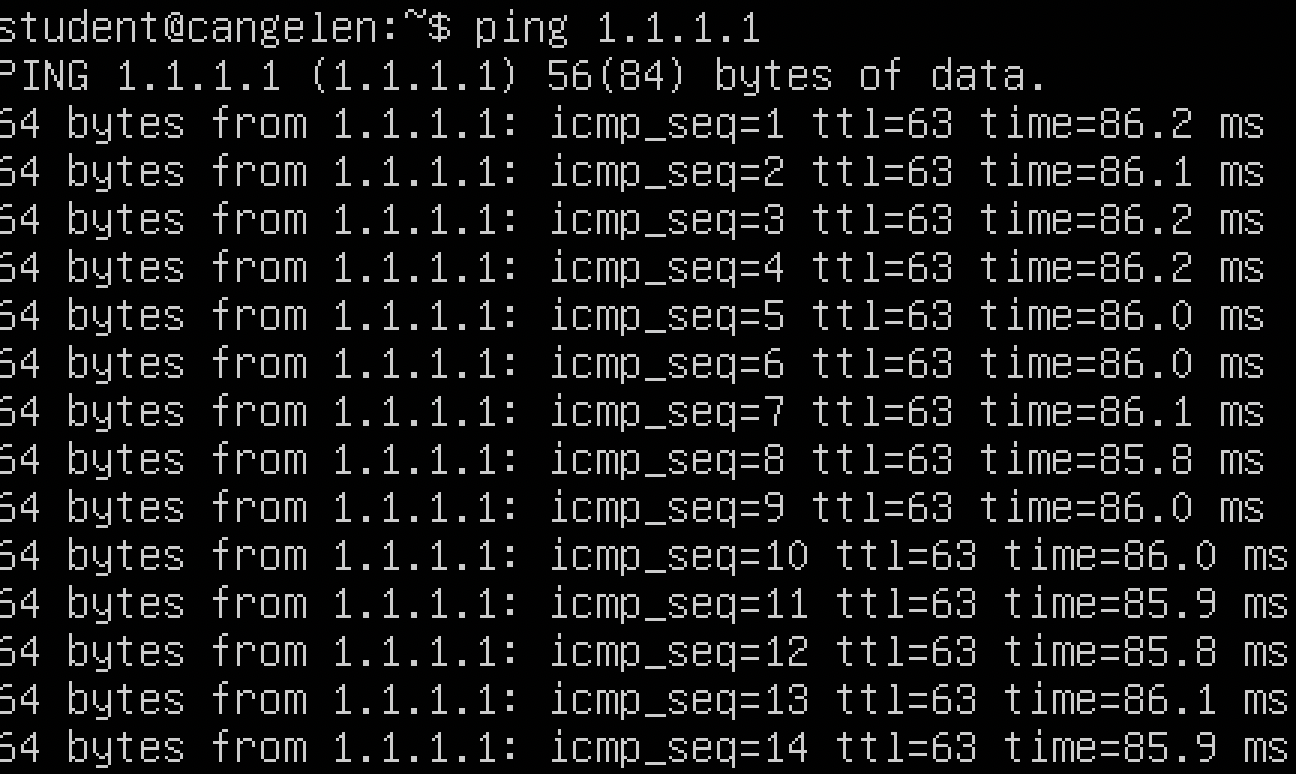 student@cangelen:~$ ping 1.1.1.1
PING 1.1.1.1 (1.1.1.1) 56(84) bytes of data.
64 bytes from 1.1.1.1: icmp_seq=1 ttl=63 time=86.2 ms
64 bytes from 1.1.1.1: icmp_seq=2 ttl=63 time=86.1 ms
64 bytes from 1.1.1.1: icmp_seq=3 ttl=63 time=86.2 ms
64 bytes from 1.1.1.1: icmp_seq=4 ttl=63 time=86.2 ms
64 bytes from 1.1.1.1: icmp_seq=5 ttl=63 time=86.0 ms
64 bytes from 1.1.1.1: icmp_seq=6 ttl=63 time=86.0 ms
64 bytes from 1.1.1.1: icmp_seq=7 ttl=63 time=86.1 ms
64 bytes from 1.1.1.1: icmp_seq=8 ttl=63 time=85.8 ms
64 bytes from 1.1.1.1: icmp_seq=9 ttl=63 time=86.0 ms
64 bytes from 1.1.1.1: icmp_seq=10 ttl=63 time=86.0 ms
64 bytes from 1.1.1.1: icmp_seq=11 ttl=63 time=85.9 ms
64 bytes from 1.1.1.1: icmp_seq=12 ttl=63 time=85.8 ms
64 bytes from 1.1.1.1: icmp_seq=13 ttl=63 time=86.1 ms
64 bytes from 1.1.1.1: icmp_seq=14 ttl=63 time=85.9 ms